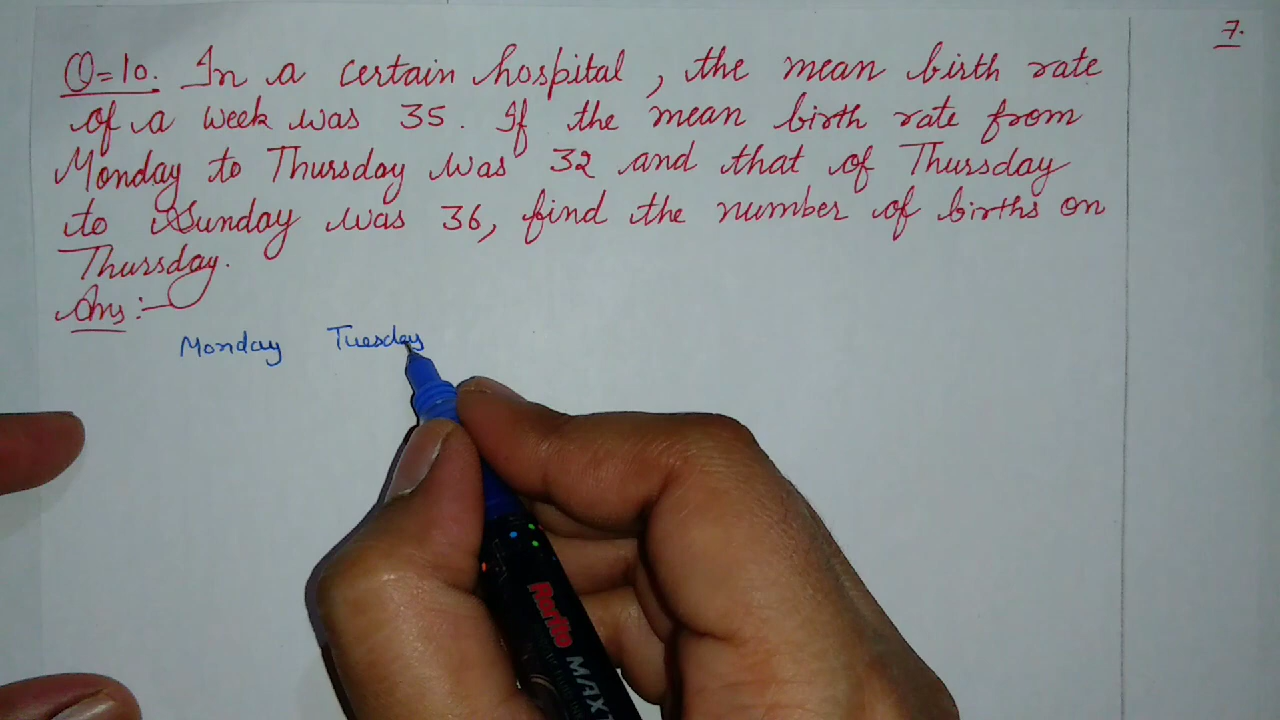 7.
Q=10. In a certain hospital, the mean birth rate
of a week was 35. If the mean birth rate from
Monday to Thursday was 32 and that of Thursday
to Sunday was 36, find the number of births on
Thursday.
Ans:-
Monday Tuesday
Rorito MAX